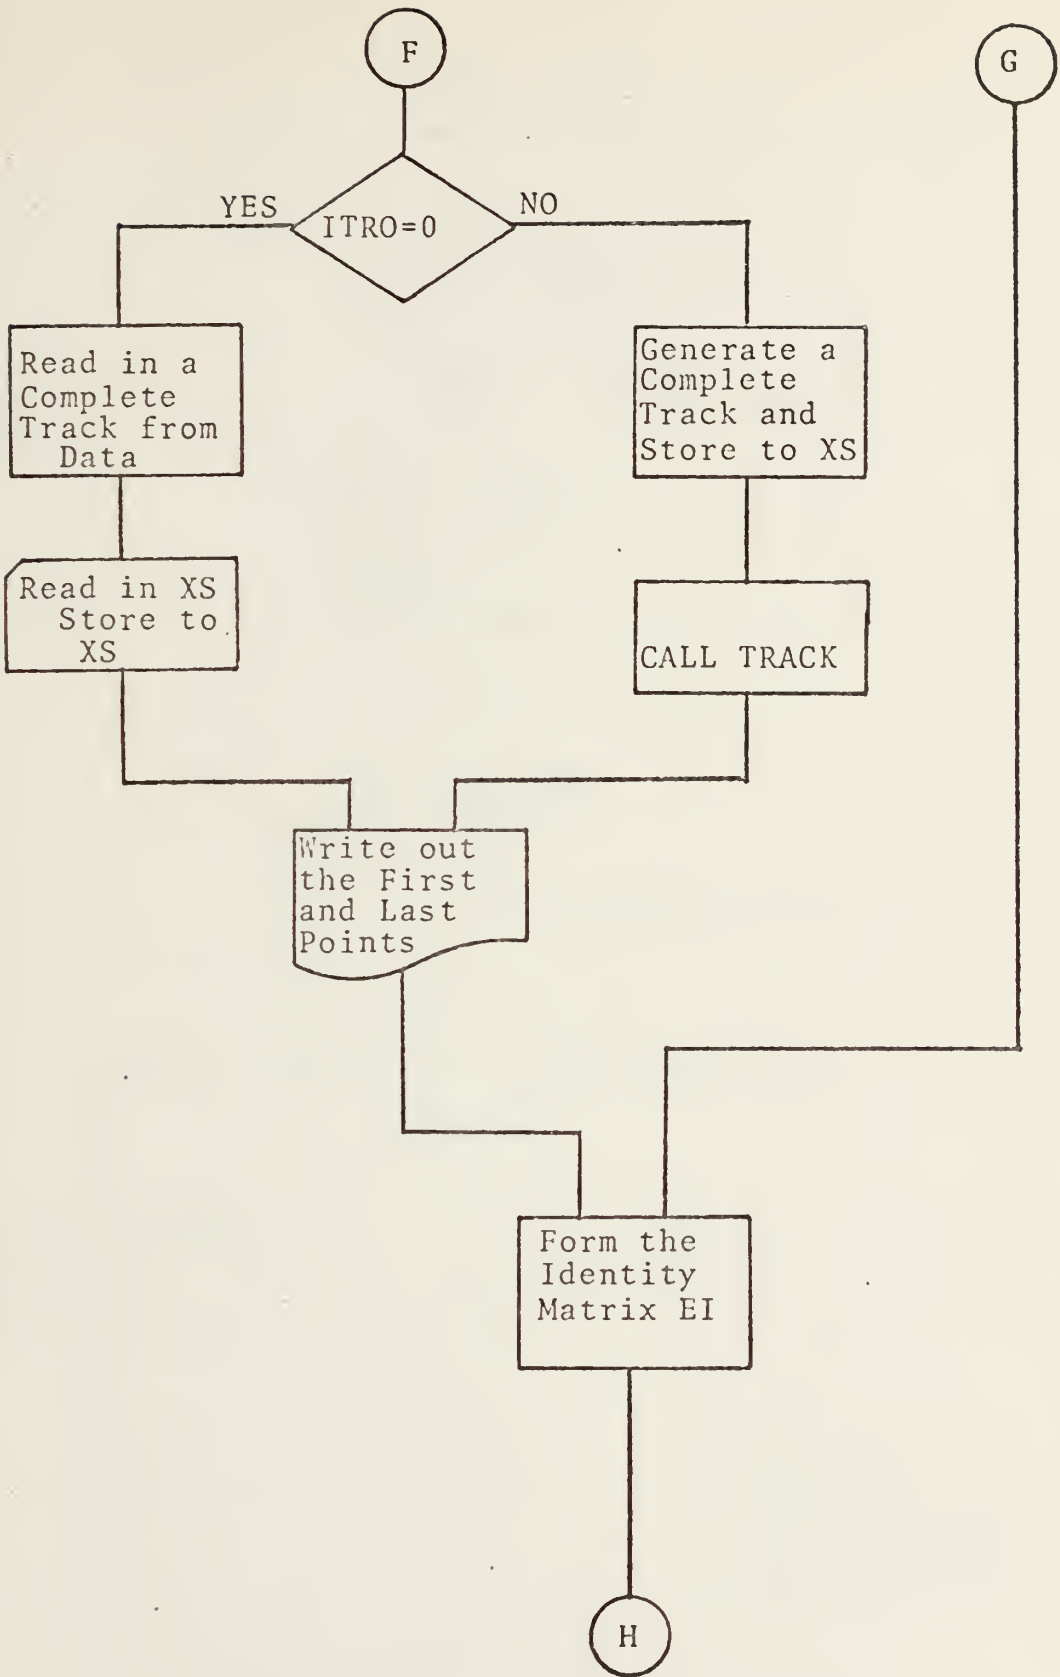 F
G
YES
ITRO=0
NO
Read in a
Complete
Track from
Data
Generate a
Complete
Track and
Store to XS
Read in XS
Store to
XS
CALL TRACK
Write out
the First
and Last
Points
Form the
Identity
Matrix EI
H